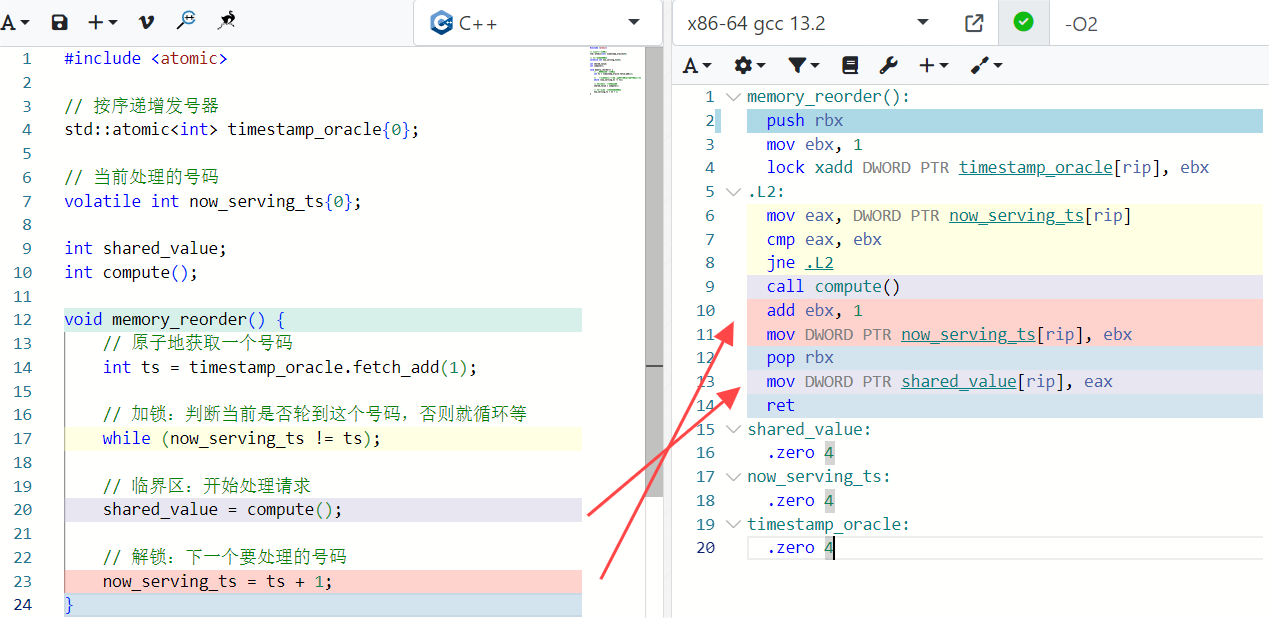 C++
x86-64 gcc 13.2
-O2
1 #include <atomic>
2
3 // 按序递增发号器
4 std::atomic<int> timestamp_oracle{0};
5
6 // 当前处理的号码
7 volatile int now_serving_ts{0};
8
9 int shared_value;
10 int compute();
11
12 void memory_reorder() {
13 // 原子地获取一个号码
14 int ts = timestamp_oracle.fetch_add(1);
15
16 // 加锁：判断当前是否轮到这个号码，否则就循环等
17 while (now_serving_ts != ts);
18
19 // 临界区：开始处理请求
20 shared_value = compute();
21
22 // 解锁：下一个要处理的号码
23 now_serving_ts = ts + 1;
24 }
1 memory_reorder():
2 push rbx
3 mov ebx, 1
4 lock xadd DWORD PTR timestamp_oracle[rip], ebx
5 .L2:
6 mov eax, DWORD PTR now_serving_ts[rip]
7 cmp eax, ebx
8 jne .L2
9 call compute()
10 add ebx, 1
11 mov DWORD PTR now_serving_ts[rip], ebx
12 pop rbx
13 mov DWORD PTR shared_value[rip], eax
14 ret
15 shared_value:
16 .zero 4
17 now_serving_ts:
18 .zero 4
19 timestamp_oracle:
20 .zero 4